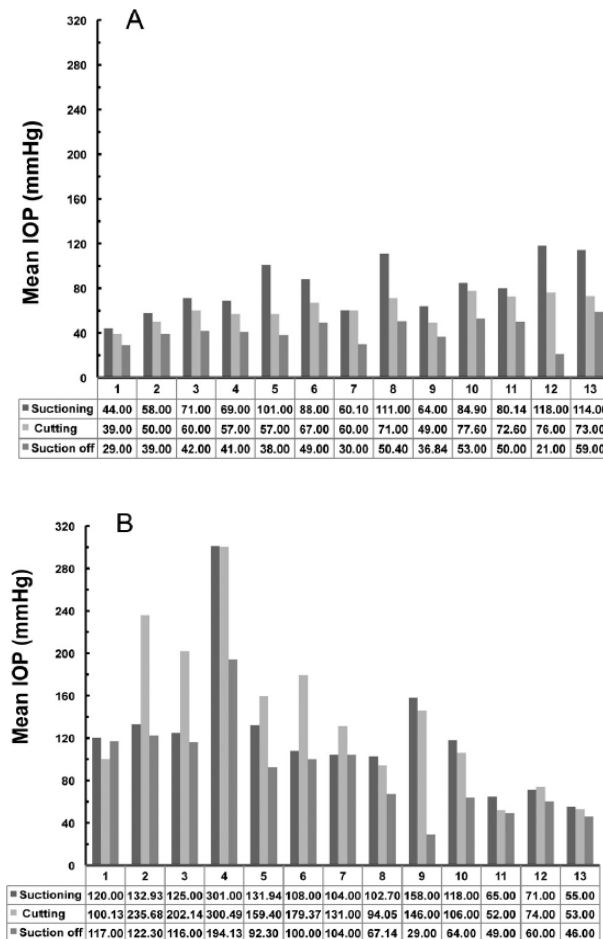 A
Mean IOP (mmHg)
320
280
240
200
160
120
80
40
0
1 2 3 4 5 6 7 8 9 10 11 12 13
Suctioning 44.00 58.00 71.00 69.00 101.00 88.00 60.10 111.00 64.00 84.90 80.14 118.00 114.00
Cutting 39.00 50.00 60.00 57.00 57.00 67.00 60.00 71.00 49.00 77.60 72.60 76.00 73.00
Suction off 29.00 39.00 42.00 41.00 38.00 49.00 30.00 50.40 36.84 53.00 50.00 21.00 59.00
B
Mean IOP (mmHg)
320
280
240
200
160
120
80
40
0
1 2 3 4 5 6 7 8 9 10 11 12 13
Suctioning 120.00 132.93 125.00 301.00 131.94 108.00 104.00 102.70 158.00 118.00 65.00 71.00 55.00
Cutting 100.13 235.68 202.14 300.49 159.40 179.37 131.00 94.05 146.00 106.00 52.00 74.00 53.00
Suction off 117.00 122.30 116.00 194.13 92.30 100.00 104.00 67.14 29.00 64.00 49.00 60.00 46.00